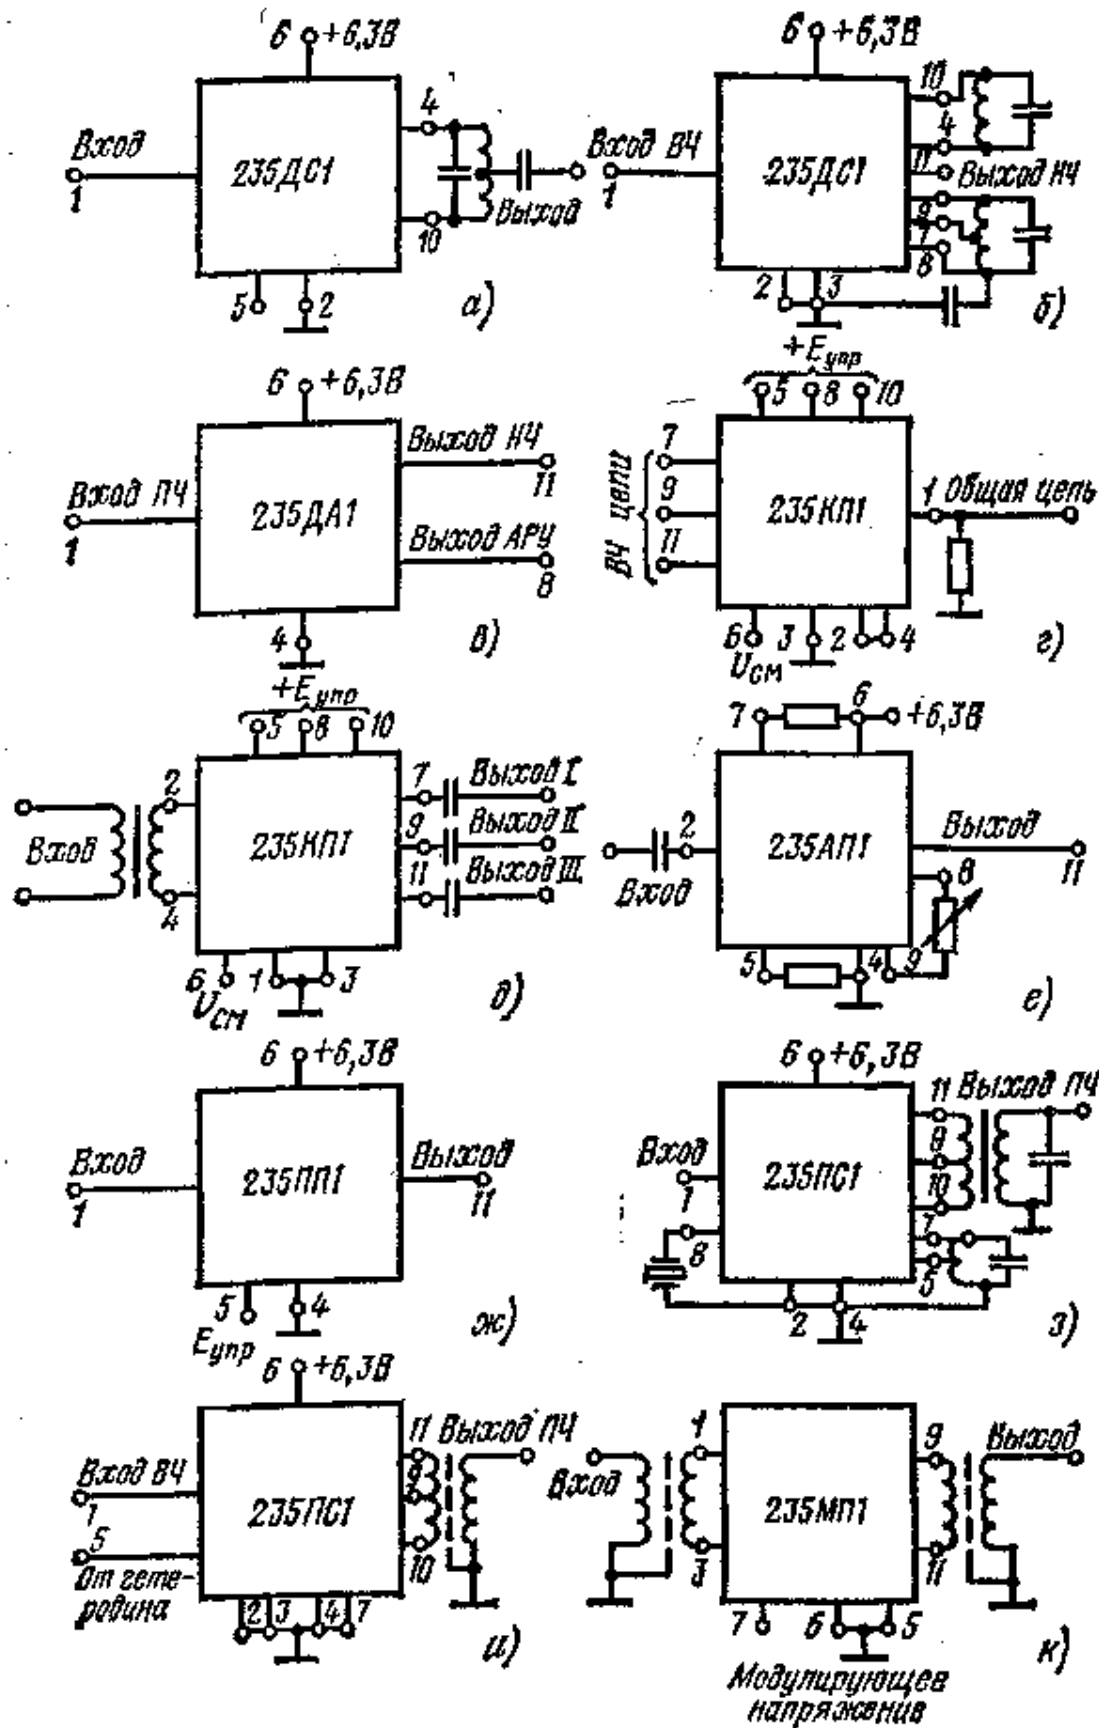 6 +6,3В
Вход
1
235ДС1
4
10
Выход
5
2
а)
6 +6,3В
Вход ВЧ
1
235ДС1
10
4
11
Выход НЧ
9
7
8
2
3
б)
6 +6,3В
Вход ПЧ
1
235ДА1
Выход НЧ
11
Выход АРУ
8
4
в)
+Eупр
5 8 10
7
9
11
ВЧ цепи
235КП1
1 Общая цепь
6 3 2 4
Uсм
г)
+Eупр
5 8 10
2
Вход
4
235КП1
7 Выход I
9 Выход II
11 Выход III
6 1 3
Uсм
д)
7 6 +6,3В
2
Вход
235АП1
Выход
11
8
9
5 4
е)
6 +6,3В
Вход
1
235ПП1
Выход
11
5 4
Eупр
ж)
6 +6,3В
Вход
1
8
235ПС1
11 Выход ПЧ
9
10
7
5
2 4
з)
6 +6,3В
Вход ВЧ
1
5
От гете-
родина
235ПС1
11 Выход ПЧ
9
10
2 3 4 7
и)
1
Вход
3
235МП1
9 Выход
11
7 6 5
Модулирующее
напряжение
к)